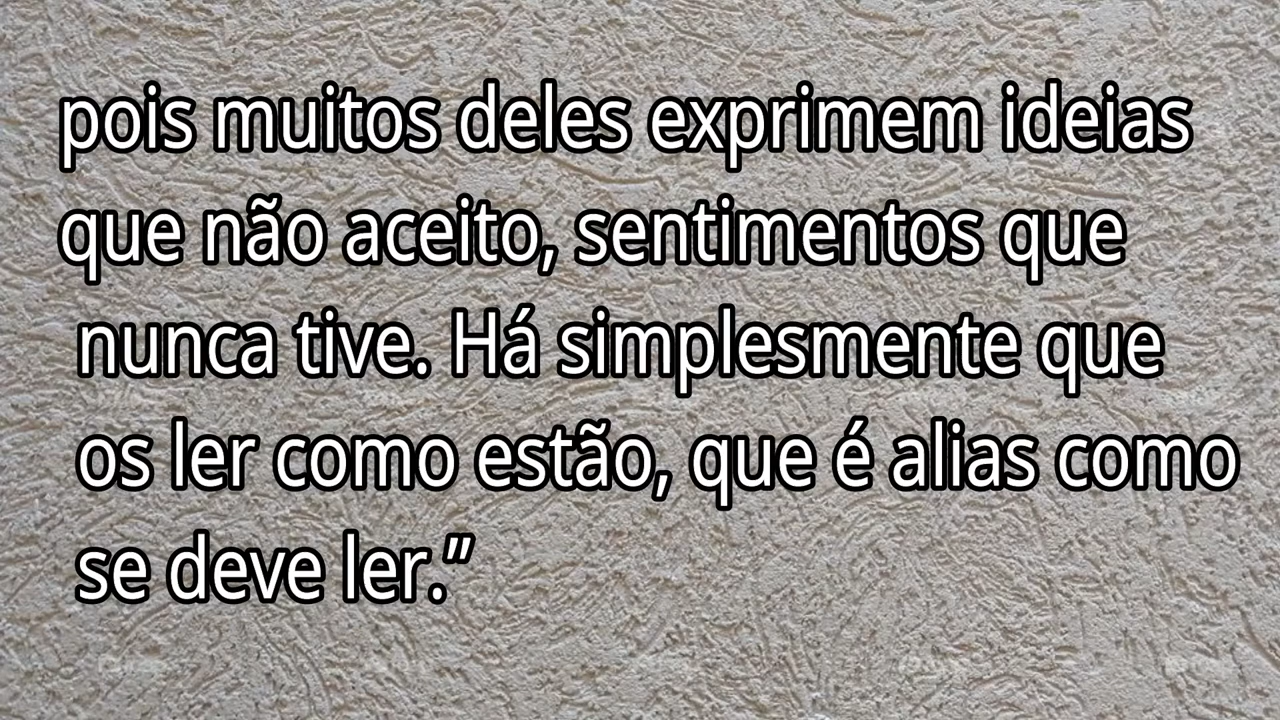 pois muitos deles exprimem ideias
que não aceito, sentimentos que
nunca tive. Há simplesmente que
os ler como estão, que é alias como
se deve ler.”